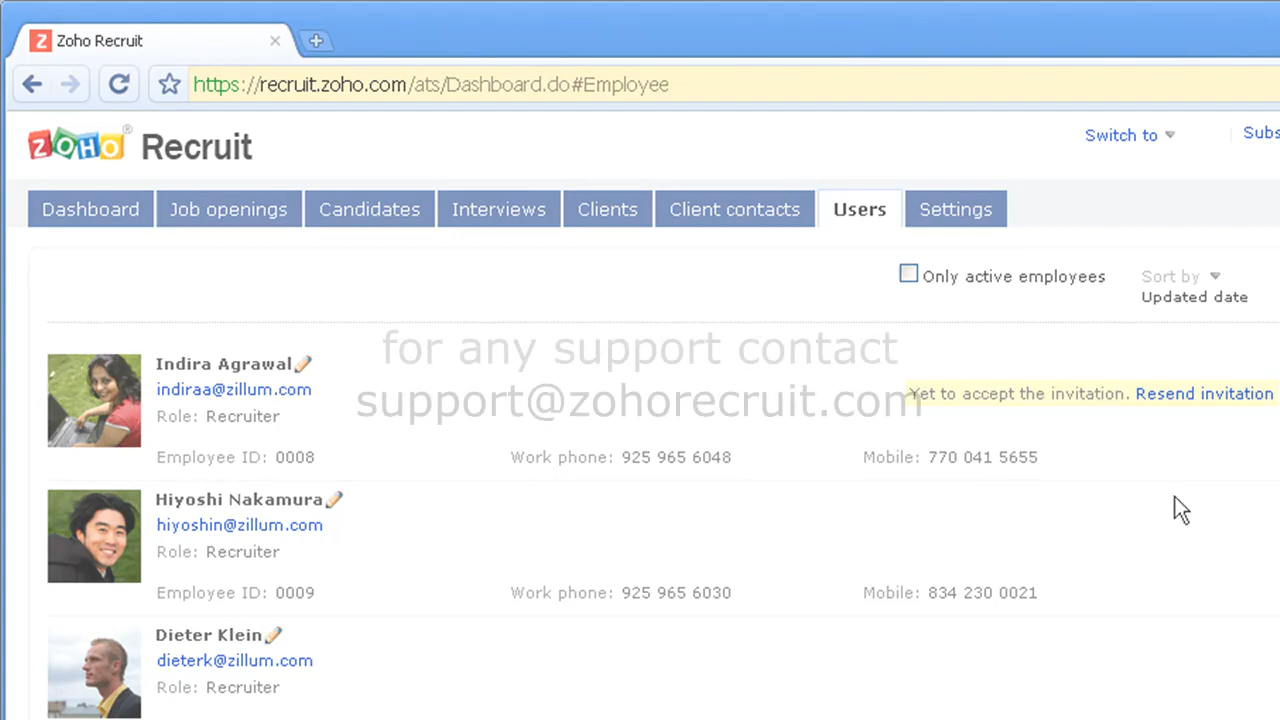 Zoho Recruit
https://recruit.zoho.com/ats/Dashboard.do#Employee
ZOHO® Recruit
Switch to
Subs
Dashboard Job openings Candidates Interviews Clients Client contacts Users Settings
Only active employees
Sort by
Updated date
for any support contact
support@zohorecruit.com
Indira Agrawal
indiraa@zillum.com
Yet to accept the invitation. Resend invitation
Role: Recruiter
Employee ID: 0008 Work phone: 925 965 6048 Mobile: 770 041 5655
Hiyoshi Nakamura
hiyoshin@zillum.com
Role: Recruiter
Employee ID: 0009 Work phone: 925 965 6030 Mobile: 834 230 0021
Dieter Klein
dieterk@zillum.com
Role: Recruiter